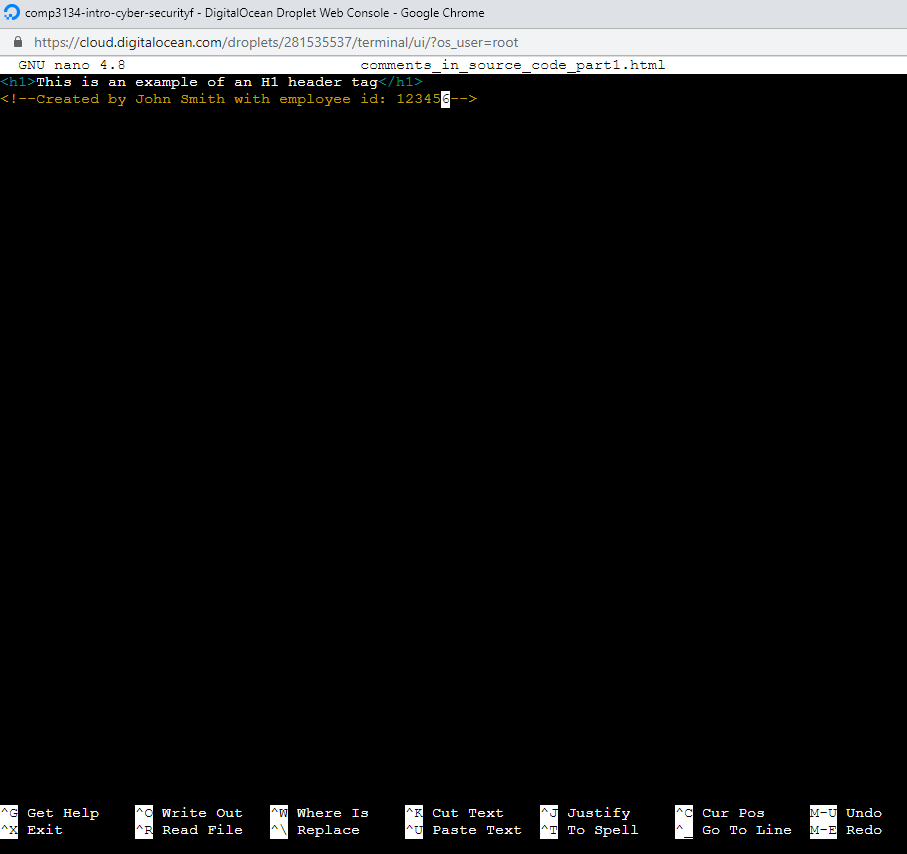 comp3134-intro-cyber-securityf - DigitalOcean Droplet Web Console - Google Chrome
https://cloud.digitalocean.com/droplets/281535537/terminal/ui/?os_user=root
GNU nano 4.8 comments_in_source_code_part1.html
<h1>This is an example of an H1 header tag</h1>
<!--Created by John Smith with employee id: 123456-->
^G Get Help ^O Write Out ^W Where Is ^K Cut Text ^J Justify ^C Cur Pos M-U Undo
^X Exit ^R Read File ^\ Replace ^U Paste Text ^T To Spell ^_ Go To Line M-E Redo